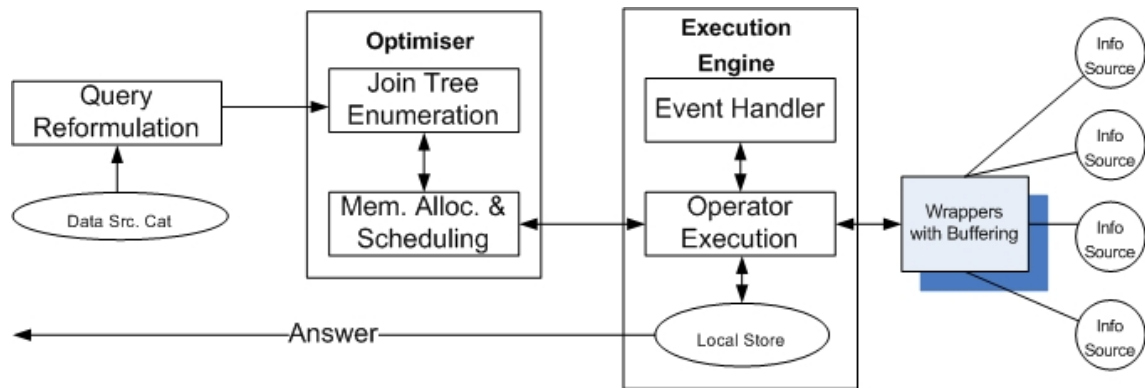 Query
Reformulation
Data Src. Cat
Optimiser
Join Tree
Enumeration
Mem. Alloc. &
Scheduling
Execution
Engine
Event Handler
Operator
Execution
Local Store
Answer
Wrappers
with Buffering
Info
Source
Info
Source
Info
Source
Info
Source